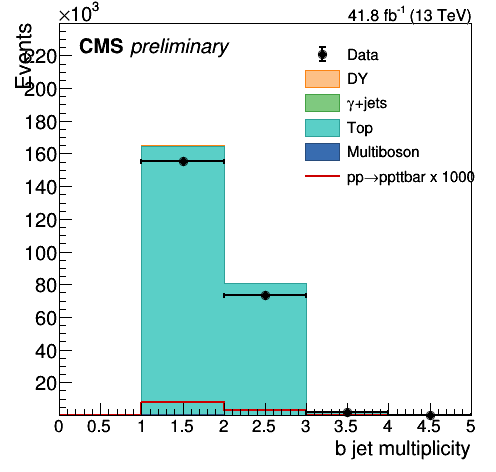 ×10³
41.8 fb⁻¹ (13 TeV)
Events
CMS preliminary
Data
DY
γ+jets
Top
Multiboson
pp→ppttbar x 1000
220
200
180
160
140
120
100
80
60
40
20
0 0.5 1 1.5 2 2.5 3 3.5 4 4.5 5
b jet multiplicity